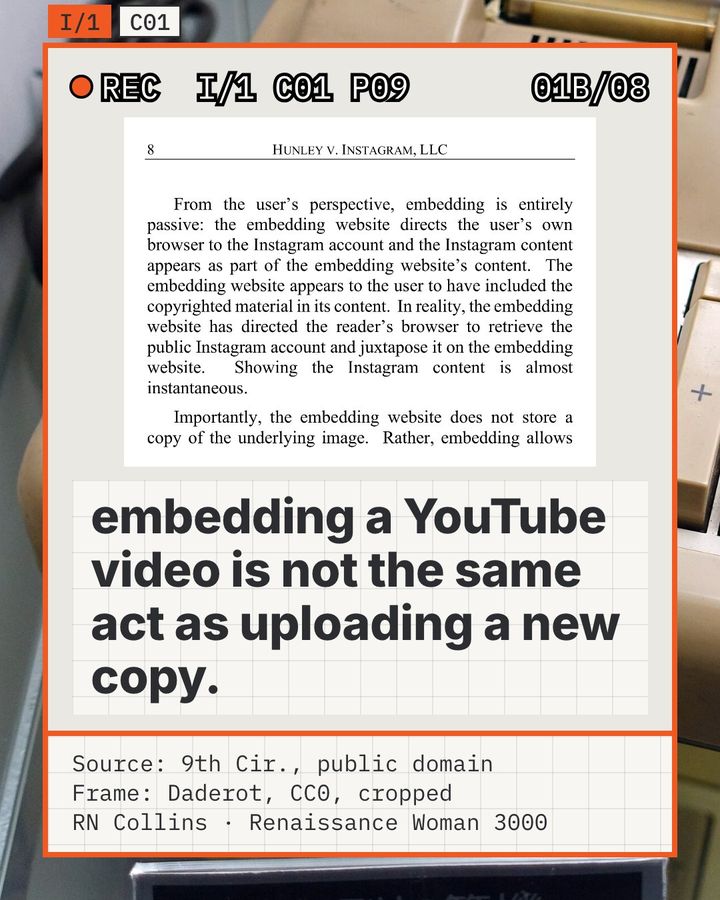 I/1 C01
REC I/1 C01 P09 01B/08
8 HUNLEY V. INSTAGRAM, LLC
From the user’s perspective, embedding is entirely
passive: the embedding website directs the user’s own
browser to the Instagram account and the Instagram content
appears as part of the embedding website’s content. The
embedding website appears to the user to have included the
copyrighted material in its content. In reality, the embedding
website has directed the reader’s browser to retrieve the
public Instagram account and juxtapose it on the embedding
website. Showing the Instagram content is almost
instantaneous.
Importantly, the embedding website does not store a
copy of the underlying image. Rather, embedding allows
embedding a YouTube
video is not the same
act as uploading a new
copy.
Source: 9th Cir., public domain
Frame: Daderot, CC0, cropped
RN Collins · Renaissance Woman 3000